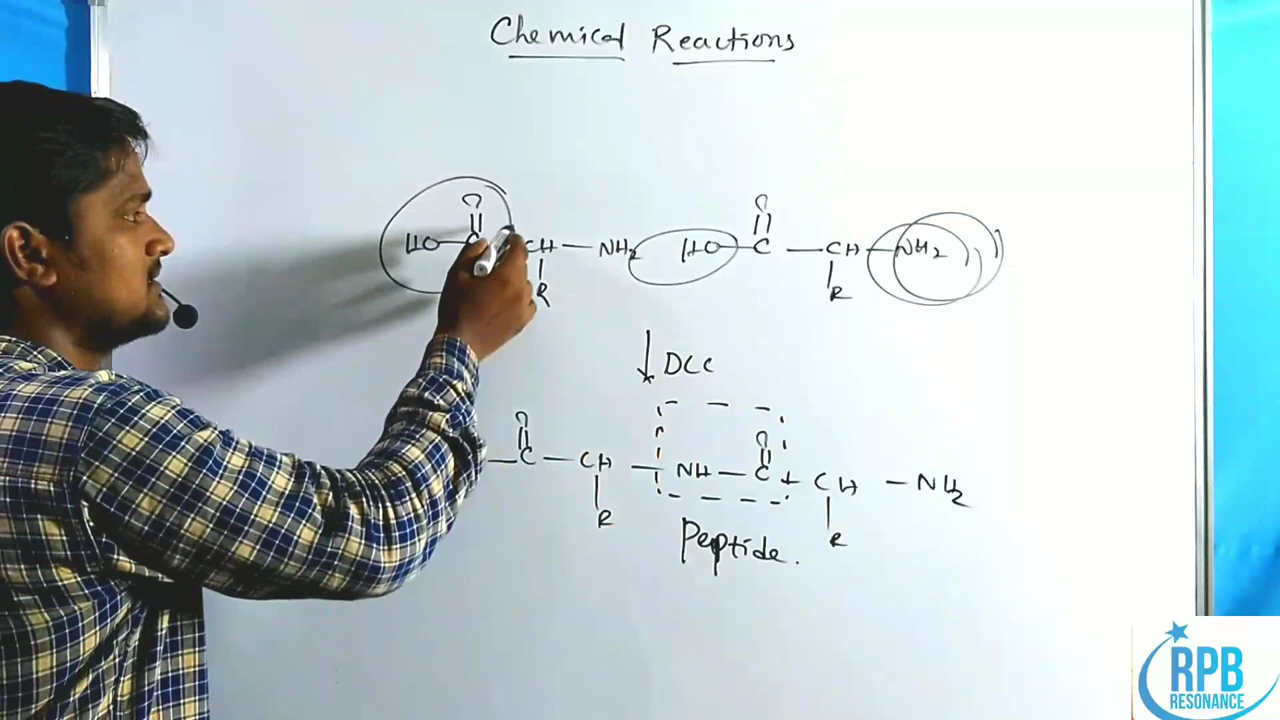 Chemical Reactions
O O
HO-C CH-NH2 HO-C-CH-NH2
R R
↓ DCC
O O
-C-CH-NH-C+CH-NH2
R R
Peptide.
RPB
RESONANCE